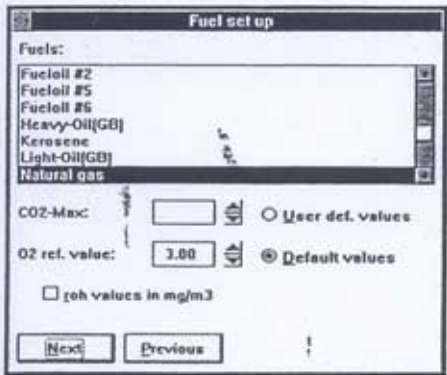 Fuel set up
Fuels:
Fueloil #2
Fueloil #5
Fueloil #6
Heavy-Oil(GB)
Kerosene
Light-Oil(GB)
Natural gas
CO2-Max:
User def. values
O2 ref. value: 3.00
Default values
roh values in mg/m3
Next Previous